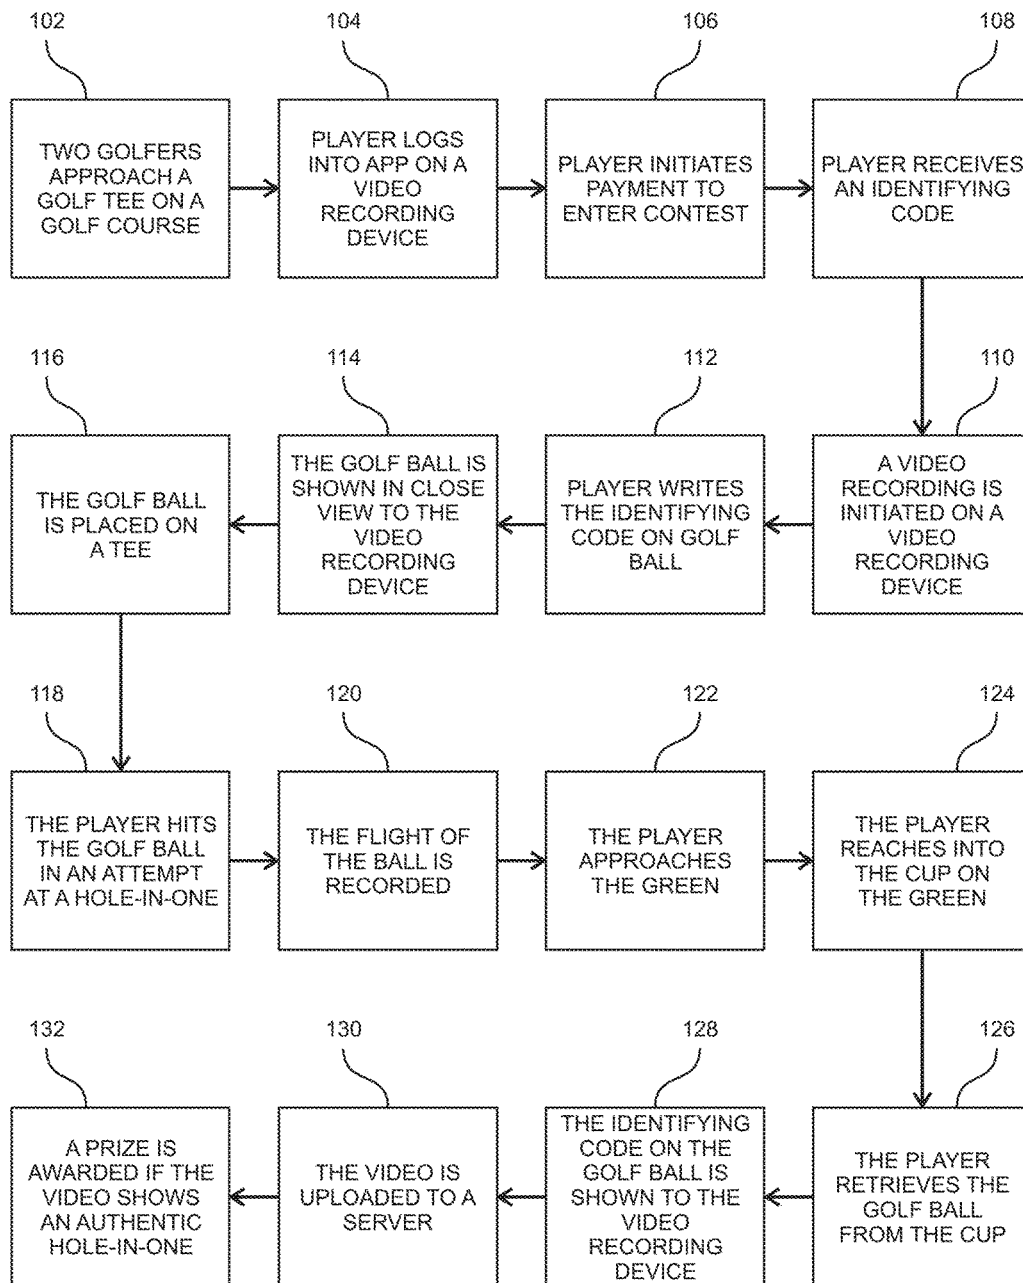 102
104
106
108
TWO GOLFERS
APPROACH A
GOLF TEE ON A
GOLF COURSE
PLAYER LOGS
INTO APP ON A
VIDEO
RECORDING
DEVICE
PLAYER INITIATES
PAYMENT TO
ENTER CONTEST
PLAYER RECEIVES
AN IDENTIFYING
CODE
116
114
112
110
THE GOLF BALL
IS PLACED ON
A TEE
THE GOLF BALL IS
SHOWN IN CLOSE
VIEW TO THE
VIDEO
RECORDING
DEVICE
PLAYER WRITES
THE IDENTIFYING
CODE ON GOLF
BALL
A VIDEO
RECORDING IS
INITIATED ON A
VIDEO
RECORDING
DEVICE
118
120
122
124
THE PLAYER HITS
THE GOLF BALL
IN AN ATTEMPT
AT A HOLE-IN-ONE
THE FLIGHT OF
THE BALL IS
RECORDED
THE PLAYER
APPROACHES
THE GREEN
THE PLAYER
REACHES INTO
THE CUP ON
THE GREEN
132
130
128
126
A PRIZE IS
AWARDED IF THE
VIDEO SHOWS
AN AUTHENTIC
HOLE-IN-ONE
THE VIDEO IS
UPLOADED TO A
SERVER
THE IDENTIFYING
CODE ON THE
GOLF BALL IS
SHOWN TO THE
VIDEO
RECORDING
DEVICE
THE PLAYER
RETRIEVES THE
GOLF BALL
FROM THE CUP